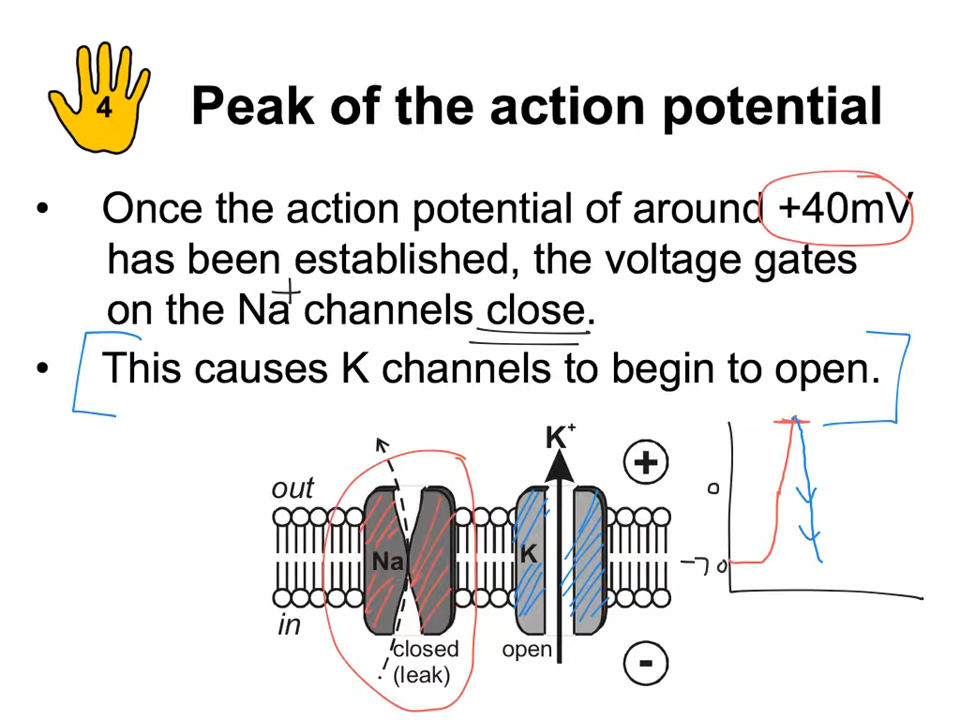 4
Peak of the action potential
• Once the action potential of around +40mV
has been established, the voltage gates
on the Na+ channels close.
• This causes K channels to begin to open.
K+
+
out
0
Na
K
-70
in
closed
(leak)
open
-